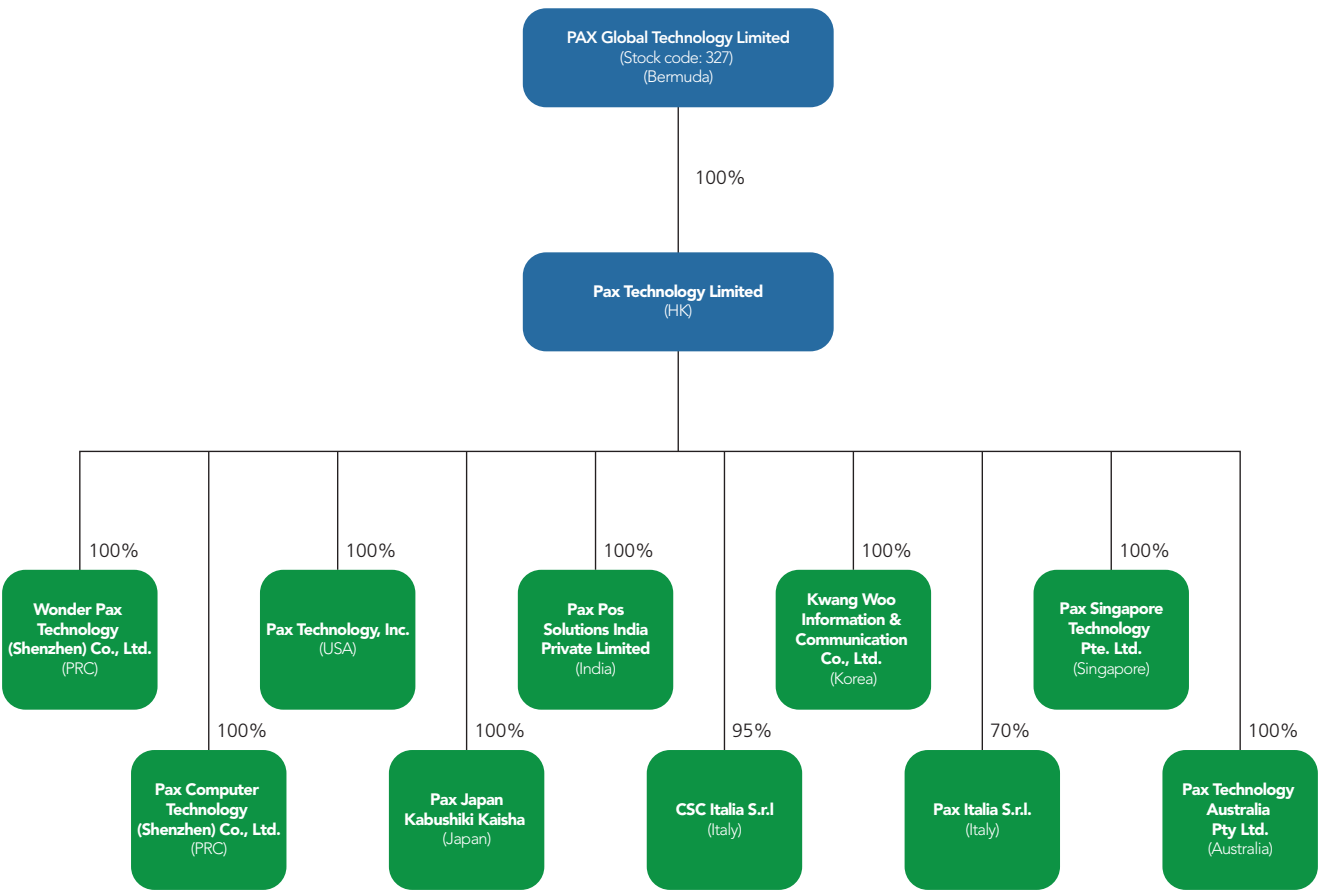 PAX Global Technology Limited
(Stock code: 327)
(Bermuda)
100%
Pax Technology Limited
(HK)
100%
100%
100%
100%
100%
Wonder Pax
Technology
(Shenzhen) Co., Ltd.
(PRC)
Pax Technology, Inc.
(USA)
Pax Pos
Solutions India
Private Limited
(India)
Kwang Woo
Information &
Communication
Co., Ltd.
(Korea)
Pax Singapore
Technology
Pte. Ltd.
(Singapore)
100%
100%
95%
70%
100%
Pax Computer
Technology
(Shenzhen) Co., Ltd.
(PRC)
Pax Japan
Kabushiki Kaisha
(Japan)
CSC Italia S.r.l
(Italy)
Pax Italia S.r.l.
(Italy)
Pax Technology
Australia
Pty Ltd.
(Australia)